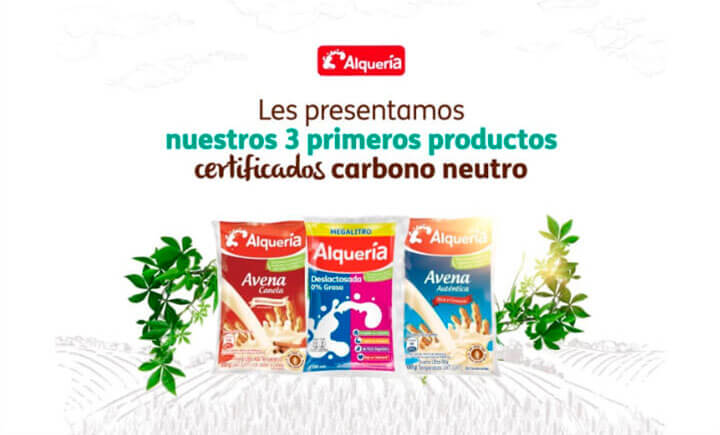 Alquería
Les presentamos
nuestros 3 primeros productos
certificados carbono neutro
Alquería
Avena
Canela
MEGALITRO
Alquería
Deslactosada
0% Grasa
Alquería
Avena
Auténtica